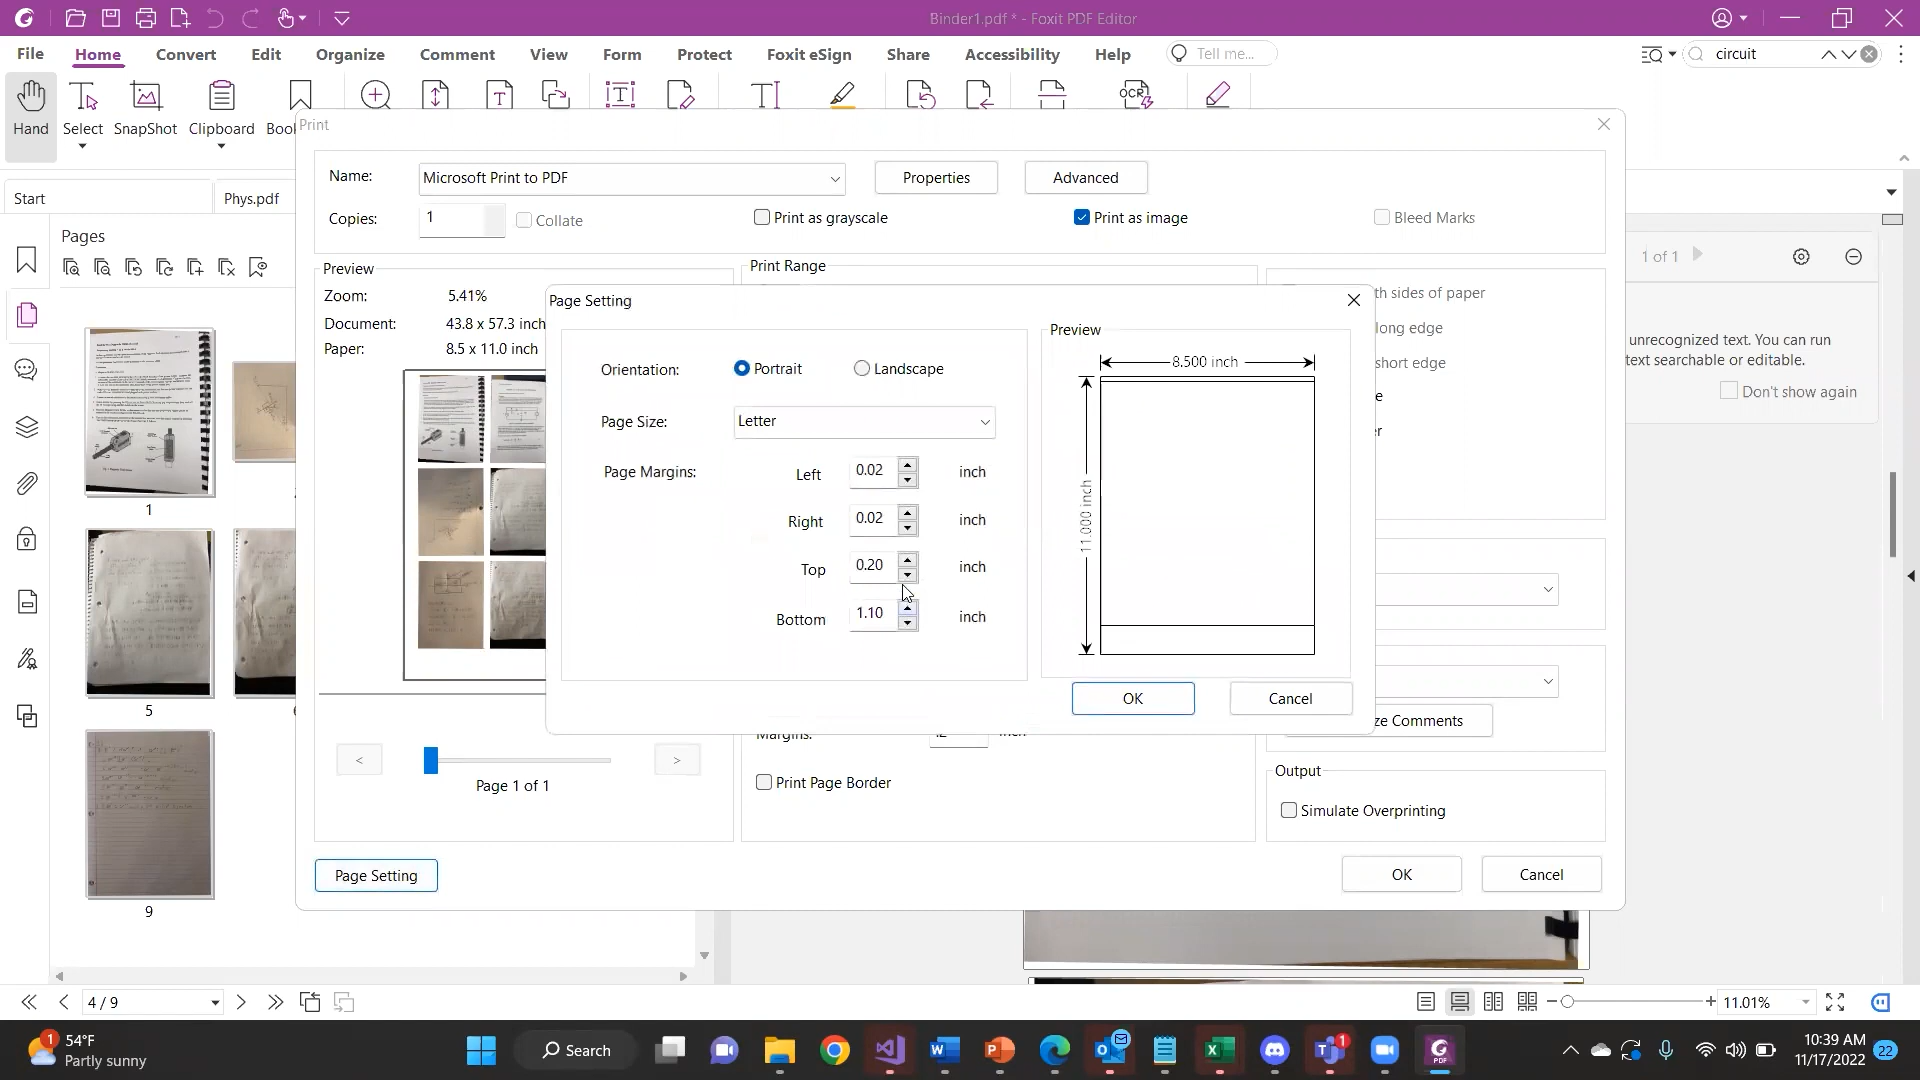 Binder1.pdf * - Foxit PDF Editor
File Home Convert Edit Organize Comment View Form Protect Foxit eSign Share Accessibility Help Tell me... circuit
Hand Select SnapShot Clipboard Boo
Print
Start Phys.pdf
Name: Microsoft Print to PDF Properties Advanced
Copies: 1 Collate Print as grayscale Print as image Bleed Marks
Pages
Preview Print Range
Zoom: 5.41%
Document: 43.8 x 57.3 inch
Paper: 8.5 x 11.0 inch
1 of 1
th sides of paper
long edge
short edge
e
er
unrecognized text. You can run
text searchable or editable.
Don't show again
Page Setting
Preview
Orientation: Portrait Landscape
8.500 inch
11.000 inch
Page Size: Letter
Page Margins: Left 0.02 inch
Right 0.02 inch
Top 0.20 inch
Bottom 1.10 inch
OK Cancel
ze Comments
Margins: inch
< >
Page 1 of 1
Print Page Border
Output
Simulate Overprinting
Page Setting OK Cancel
1
5
9
4 / 9
11.01%
1
54°F
Partly sunny
Search
1
10:39 AM
11/17/2022
22